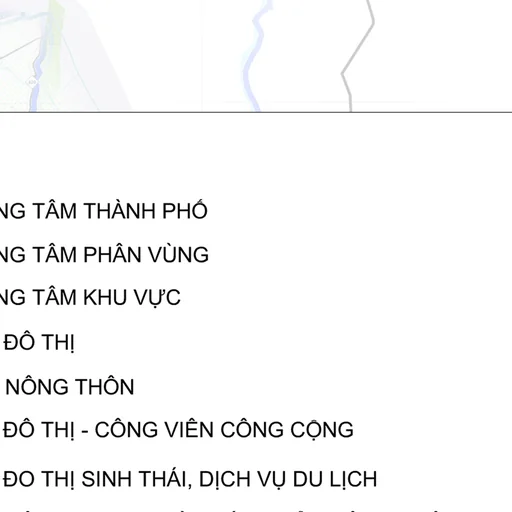 NG TÂM THÀNH PHỐ
NG TÂM PHÂN VÙNG
NG TÂM KHU VỰC
ĐÔ THỊ
NÔNG THÔN
ĐÔ THỊ - CÔNG VIÊN CÔNG CỘNG
ĐO THỊ SINH THÁI, DỊCH VỤ DU LỊCH